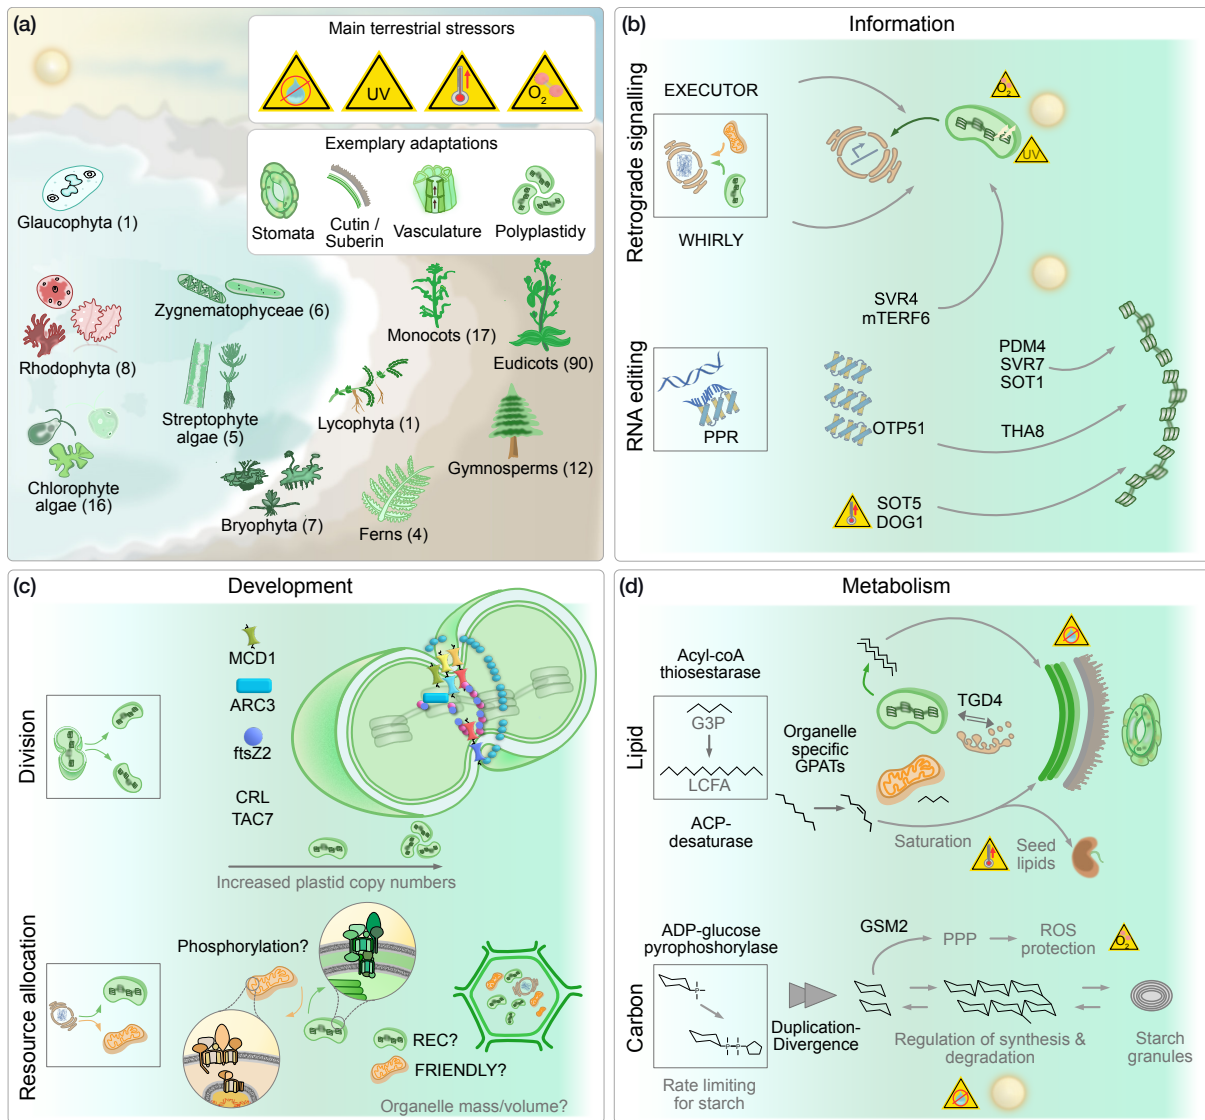 (a)
Main terrestrial stressors
UV
O2
Exemplary adaptations
Stomata
Cutin /
Suberin
Vasculature
Polyplastidy
Glaucophyta (1)
Rhodophyta (8)
Zygnematophyceae (6)
Streptophyte
algae (5)
Chlorophyte
algae (16)
Bryophyta (7)
Lycophyta (1)
Monocots (17)
Eudicots (90)
Gymnosperms (12)
Ferns (4)
(b)
Information
Retrograde signalling
EXECUTOR
WHIRLY
O2
UV
SVR4
mTERF6
RNA editing
PPR
OTP51
PDM4
SVR7
SOT1
THA8
SOT5
DOG1
(c)
Development
Division
MCD1
ARC3
ftsZ2
CRL
TAC7
Increased plastid copy numbers
Resource allocation
Phosphorylation?
REC?
FRIENDLY?
Organelle mass/volume?
(d)
Metabolism
Lipid
Acyl-coA
thiosestarase
G3P
LCFA
ACP-
desaturase
Organelle
specific
GPATs
TGD4
Saturation
Seed
lipids
Carbon
ADP-glucose
pyrophoshorylase
P
P
P
Rate limiting
for starch
Duplication-
Divergence
GSM2
PPP
ROS
protection
O2
Regulation of synthesis &
degradation
Starch
granules